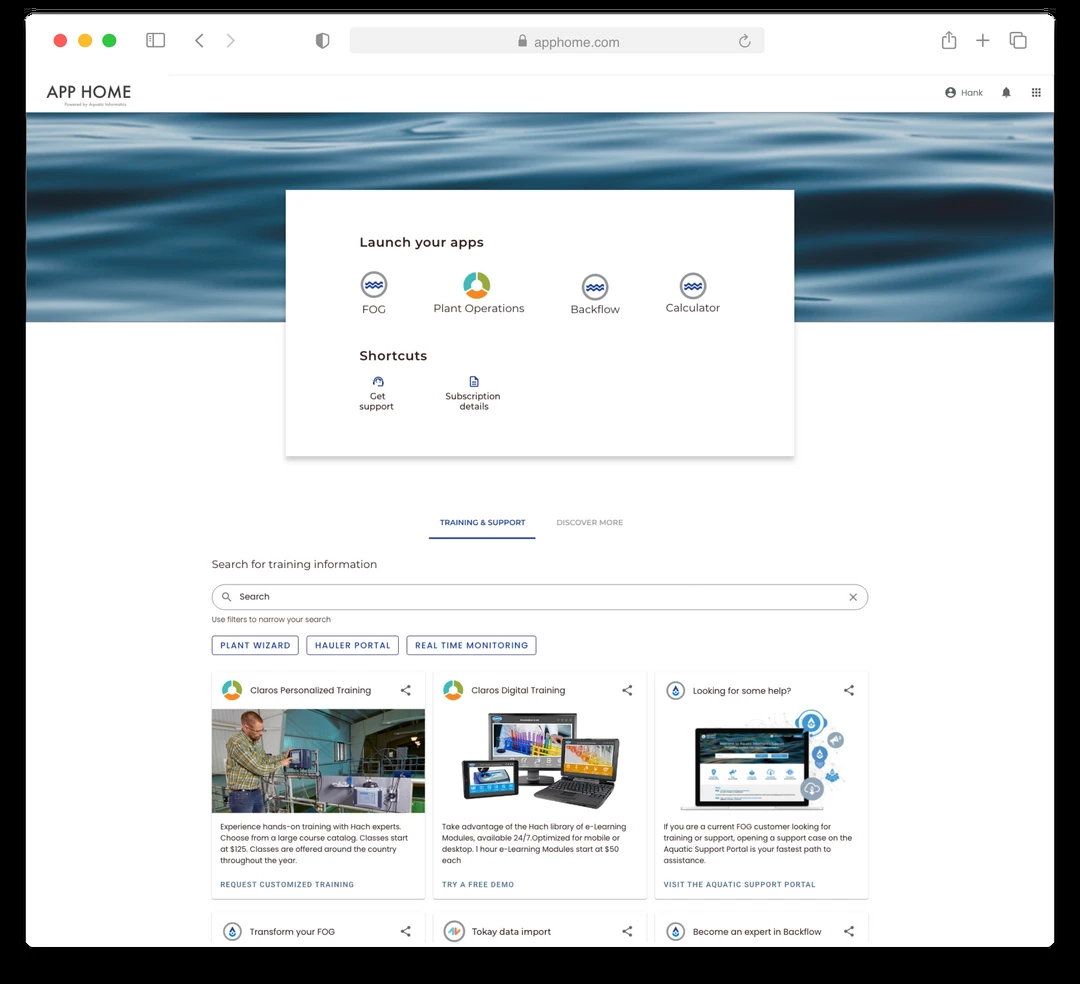 apphome.com
APP HOME
Powered by Aquatic Informatics
Hank
Launch your apps
FOG
Plant Operations
Backflow
Calculator
Shortcuts
Get
support
Subscription
details
TRAINING & SUPPORT
DISCOVER MORE
Search for training information
Search
Use filters to narrow your search
PLANT WIZARD
HAULER PORTAL
REAL TIME MONITORING
Claros Personalized Training
Experience hands-on training with Hach experts.
Choose from a large course catalog. Classes start
at $125. Classes are offered around the country
throughout the year.
REQUEST CUSTOMIZED TRAINING
Claros Digital Training
Take advantage of the Hach library of e-Learning
Modules, available 24/7.Optimized for mobile or
desktop. 1 hour e-Learning Modules start at $50
each
TRY A FREE DEMO
Looking for some help?
If you are a current FOG customer looking for
training or support, opening a support case on the
Aquatic Support Portal is your fastest path to
assistance.
VISIT THE AQUATIC SUPPORT PORTAL
Transform your FOG
Tokay data import
Become an expert in Backflow